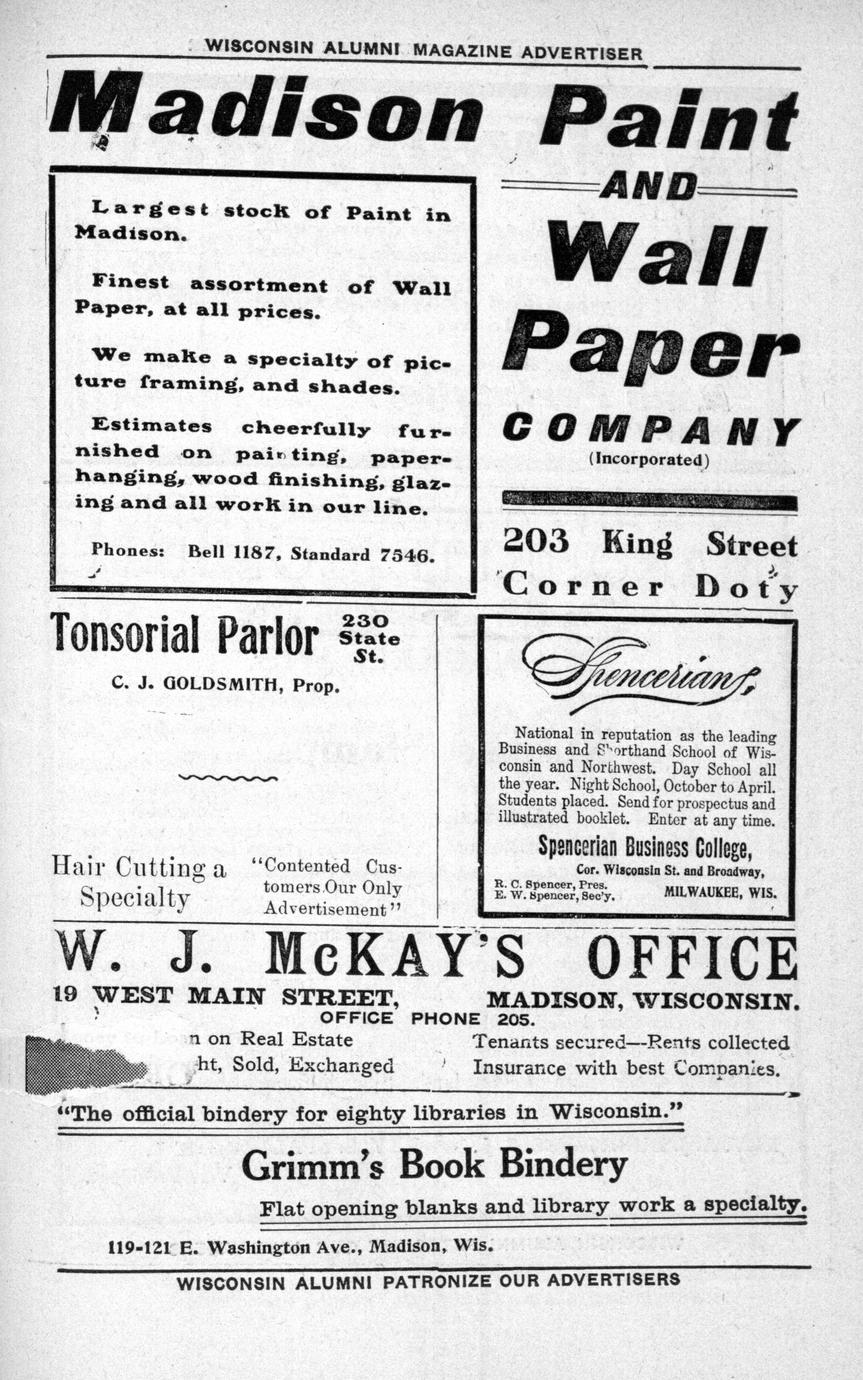 WISCONSIN ALUMNI MAGAZINE ADVERTISER
Madison Paint
AND
Wall
Paper
COMPANY
(Incorporated)
203 King Street
Corner Doty
Largest stock of Paint in
Madison.
Finest assortment of Wall
Paper, at all prices.
We make a specialty of pic-
ture framing, and shades.
Estimates cheerfully fur-
nished on painting, paper-
hanging, wood finishing, glaz-
ing and all work in our line.
Phones: Bell 1187, Standard 7546.
Tonsorial Parlor 230
State
St.
C. J. GOLDSMITH, Prop.
Hair Cutting a
Specialty
"Contented Cus-
tomers Our Only
Advertisement"
Spencerians,
National in reputation as the leading
Business and Shorthand School of Wis-
consin and Northwest. Day School all
the year. Night School, October to April.
Students placed. Send for prospectus and
illustrated booklet. Enter at any time.
Spencerian Business College,
Cor. Wisconsin St. and Broadway,
R. C. Spencer, Pres.
E. W. Spencer, Sec'y.
MILWAUKEE, WIS.
W. J. McKAY'S OFFICE
19 WEST MAIN STREET, MADISON, WISCONSIN.
OFFICE PHONE 205.
on Real Estate
Sold, Exchanged
Tenants secured—Rents collected
Insurance with best Companies.
"The official bindery for eighty libraries in Wisconsin."
Grimm's Book Bindery
Flat opening blanks and library work a specialty.
119-121 E. Washington Ave., Madison, Wis.
WISCONSIN ALUMNI PATRONIZE OUR ADVERTISERS